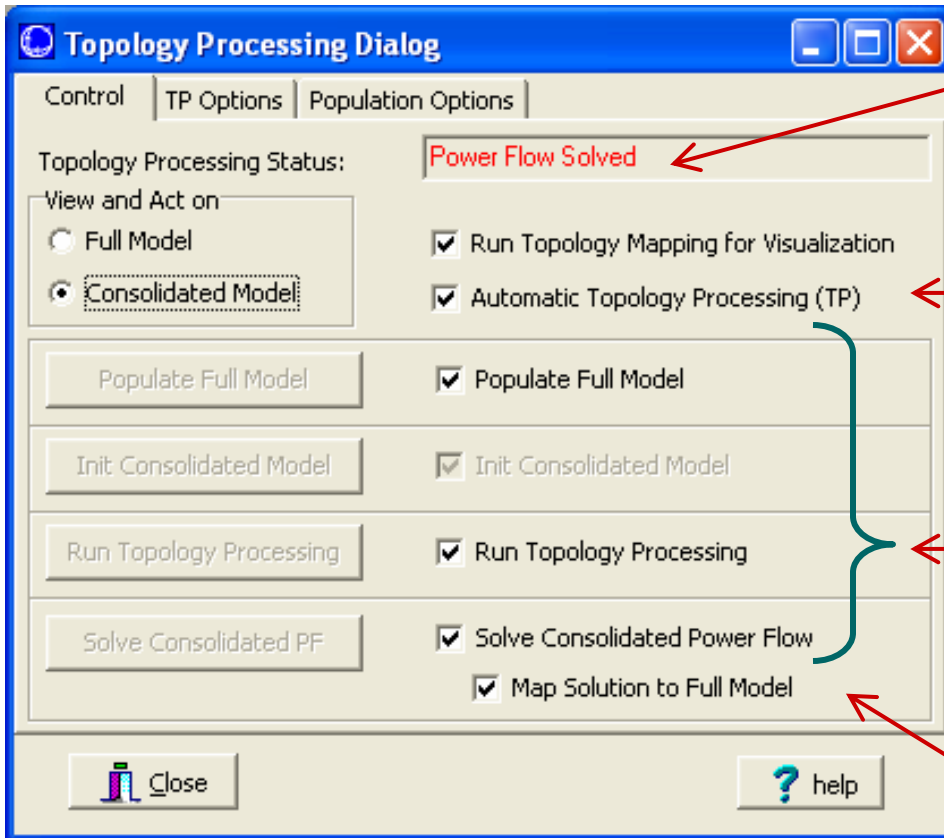 Topology Processing Dialog
Control TP Options Population Options
Topology Processing Status: Power Flow Solved
View and Act on
Full Model
Run Topology Mapping for Visualization
Consolidated Model
Automatic Topology Processing (TP)
Populate Full Model Populate Full Model
Init Consolidated Model Init Consolidated Model
Run Topology Processing Run Topology Processing
Solve Consolidated PF Solve Consolidated Power Flow
Map Solution to Full Model
Close ? help